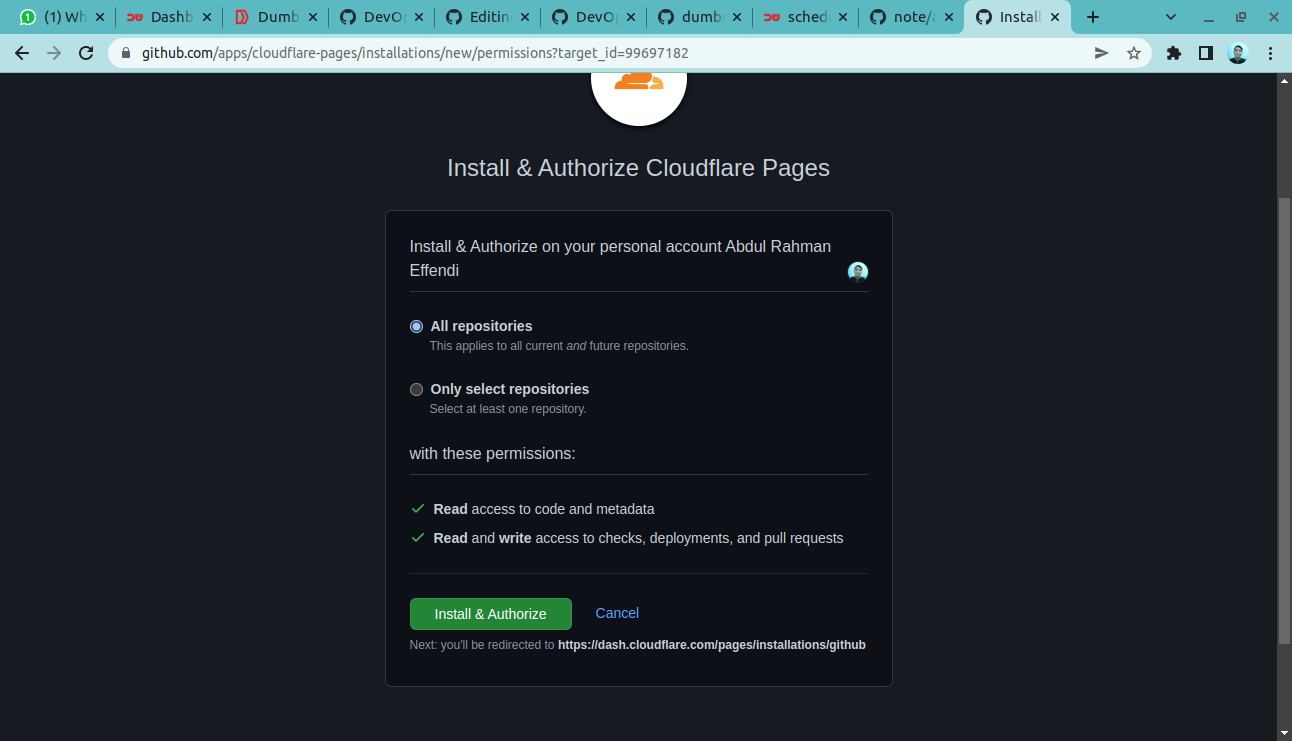 (1) Wh
Dashb
Dumb
DevO
Editin
DevO
dumb
sched
note/
Install
github.com/apps/cloudflare-pages/installations/new/permissions?target_id=99697182
Install & Authorize Cloudflare Pages
Install & Authorize on your personal account Abdul Rahman
Effendi
All repositories
This applies to all current and future repositories.
Only select repositories
Select at least one repository.
with these permissions:
Read access to code and metadata
Read and write access to checks, deployments, and pull requests
Install & Authorize
Cancel
Next: you'll be redirected to https://dash.cloudflare.com/pages/installations/github